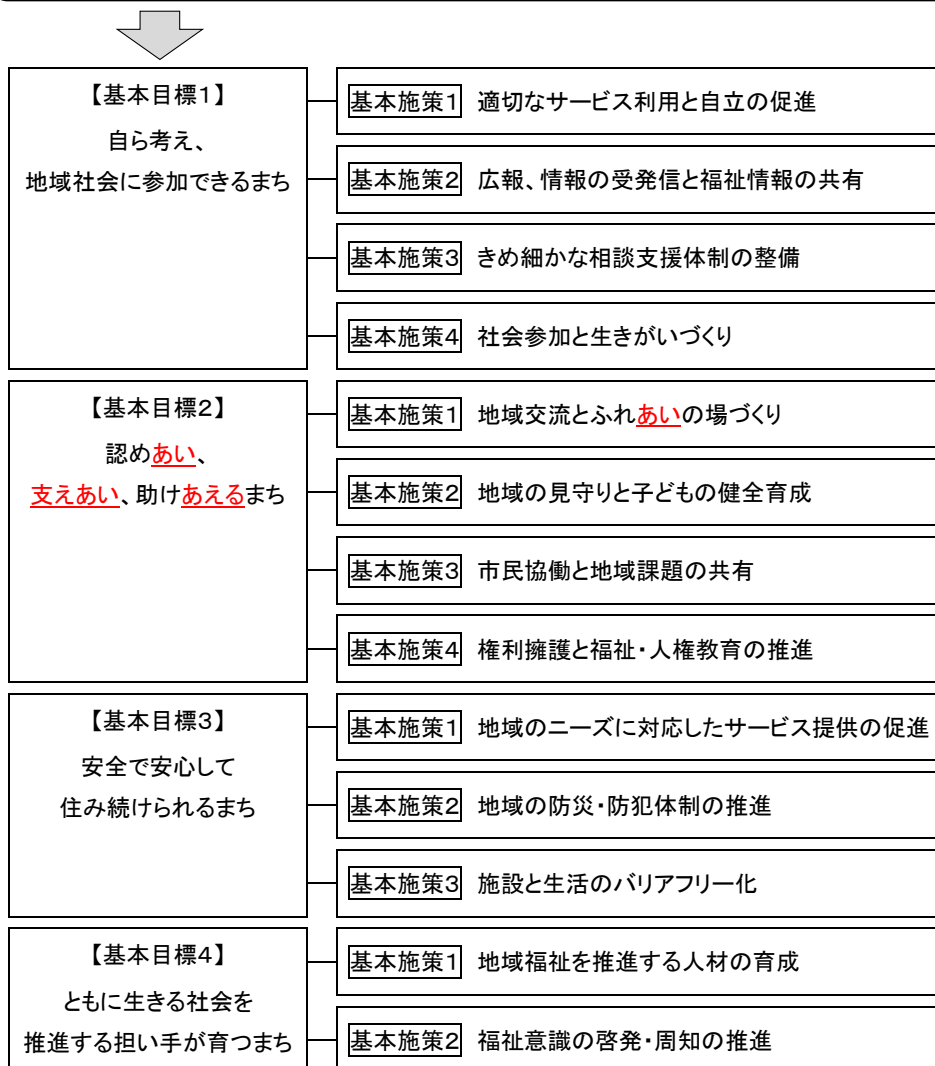 【基本目標1】
自ら考え、
地域社会に参加できるまち
基本施策1 適切なサービス利用と自立の促進
基本施策2 広報、情報の受発信と福祉情報の共有
基本施策3 きめ細かな相談支援体制の整備
基本施策4 社会参加と生きがいづくり
【基本目標2】
認めあい、
支えあい、助けあえるまち
基本施策1 地域交流とふれあいの場づくり
基本施策2 地域の見守りと子どもの健全育成
基本施策3 市民協働と地域課題の共有
基本施策4 権利擁護と福祉・人権教育の推進
【基本目標3】
安全で安心して
住み続けられるまち
基本施策1 地域のニーズに対応したサービス提供の促進
基本施策2 地域の防災・防犯体制の推進
基本施策3 施設と生活のバリアフリー化
【基本目標4】
ともに生きる社会を
推進する担い手が育つまち
基本施策1 地域福祉を推進する人材の育成
基本施策2 福祉意識の啓発・周知の推進